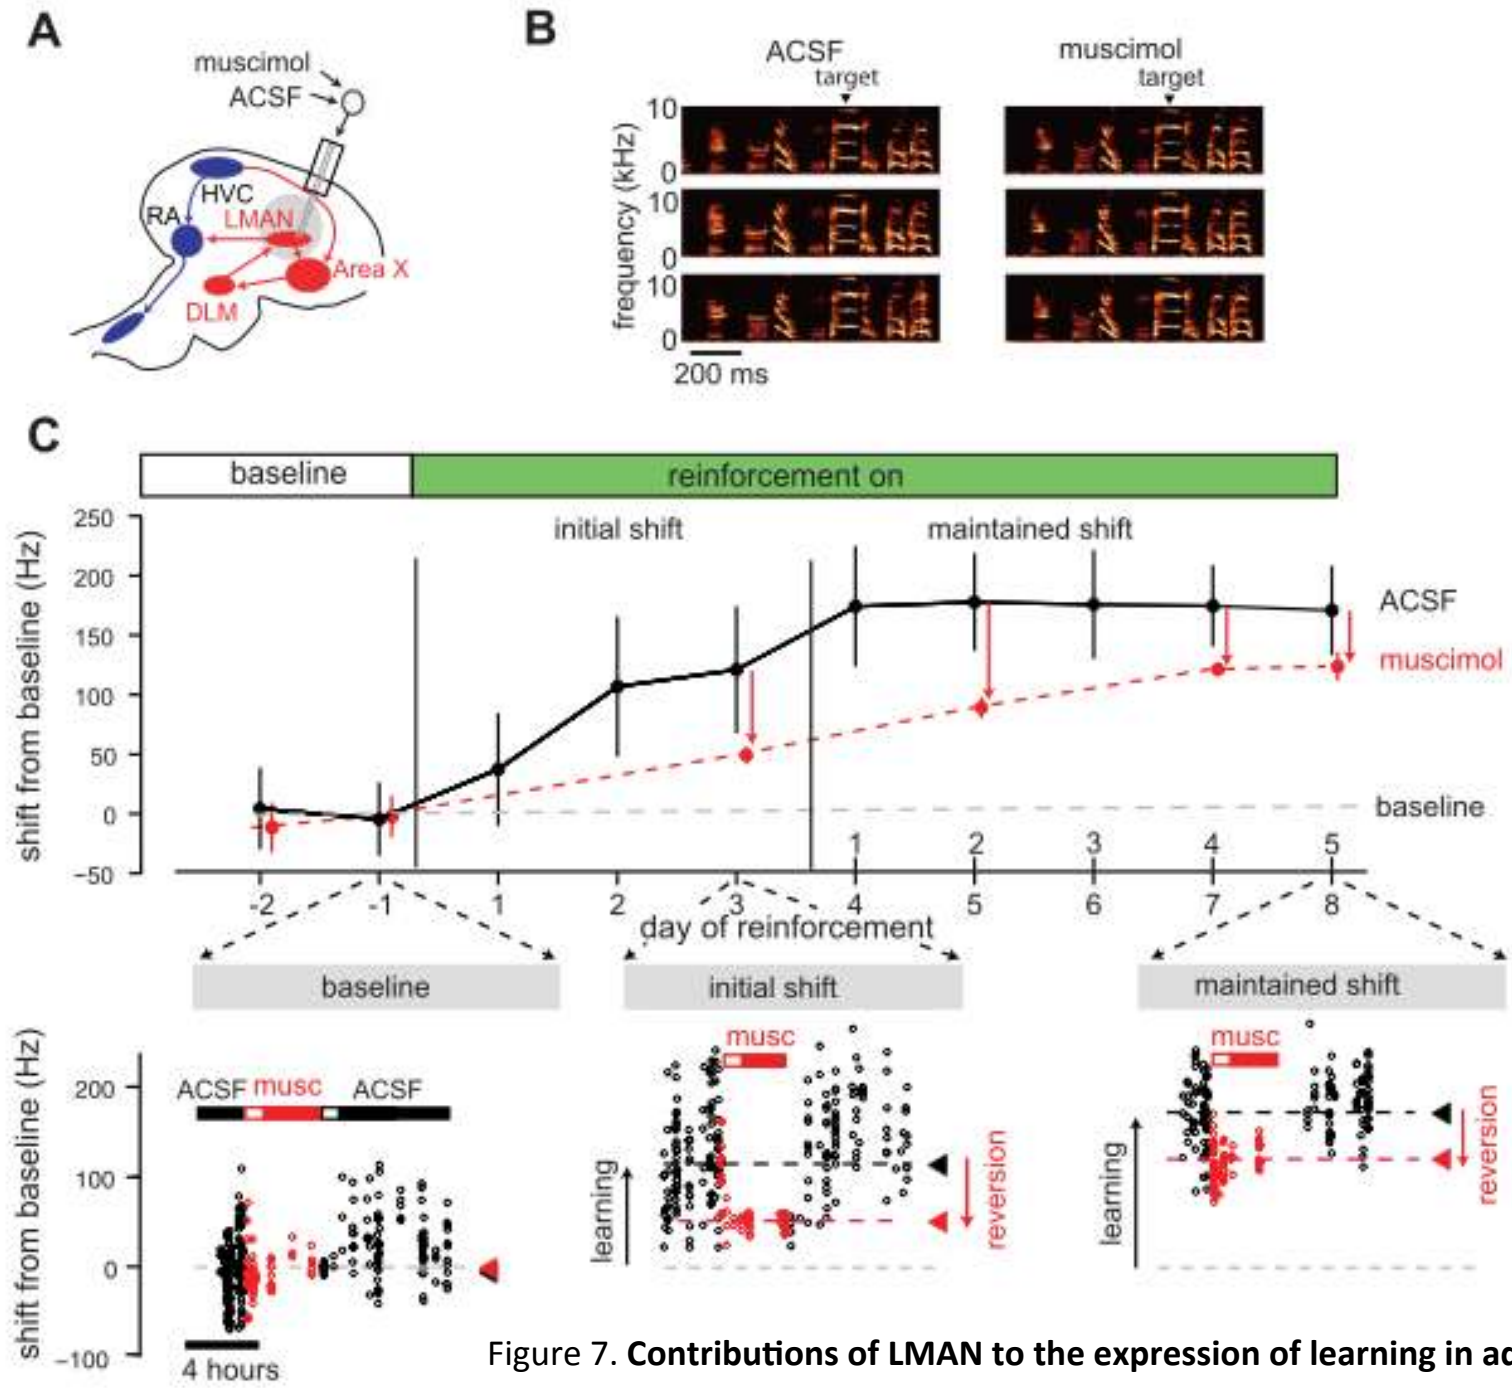 A
muscimol
ACSF
HVC
RA
LMAN
Area X
DLM
B
ACSF
target
muscimol
target
frequency (kHz)
10
0
10
0
10
0
200 ms
C
baseline
reinforcement on
initial shift
maintained shift
shift from baseline (Hz)
250
200
150
100
50
0
−50
ACSF
muscimol
baseline
1 2 3 4 5
-2 -1 1 2 3 4 5 6 7 8
day of reinforcement
baseline
initial shift
maintained shift
shift from baseline (Hz)
200
100
0
−100
ACSF musc ACSF
4 hours
musc
learning
reversion
musc
learning
reversion
Figure 7. Contributions of LMAN to the expression of learning in